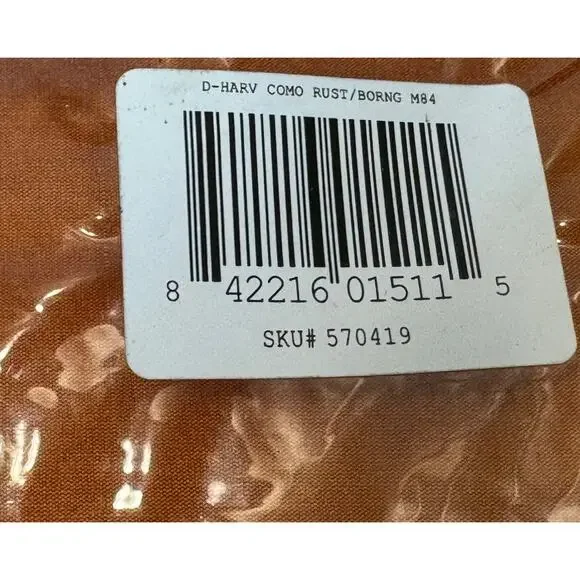 D-HARV COMO RUST/BORNG M84
8 42216 01511 5
SKU# 570419